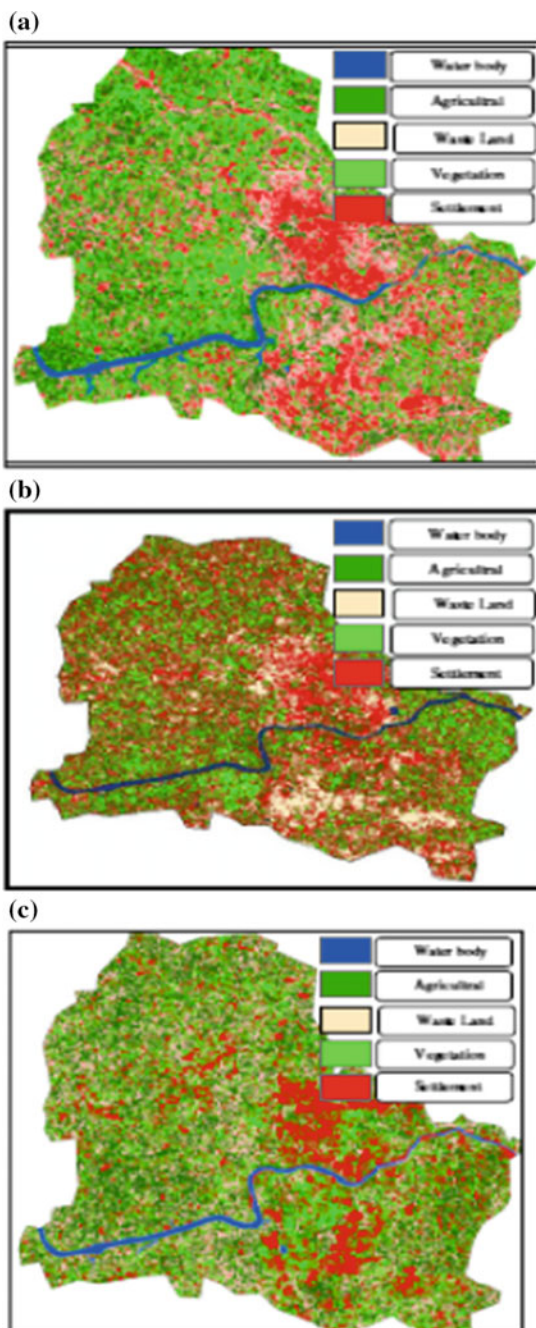 (a)
Water body
Agricultral
Waste Land
Vegetation
Settlement
(b)
Water body
Agricultral
Waste Land
Vegetation
Settlement
(c)
Water body
Agricultral
Waste Land
Vegetation
Settlement